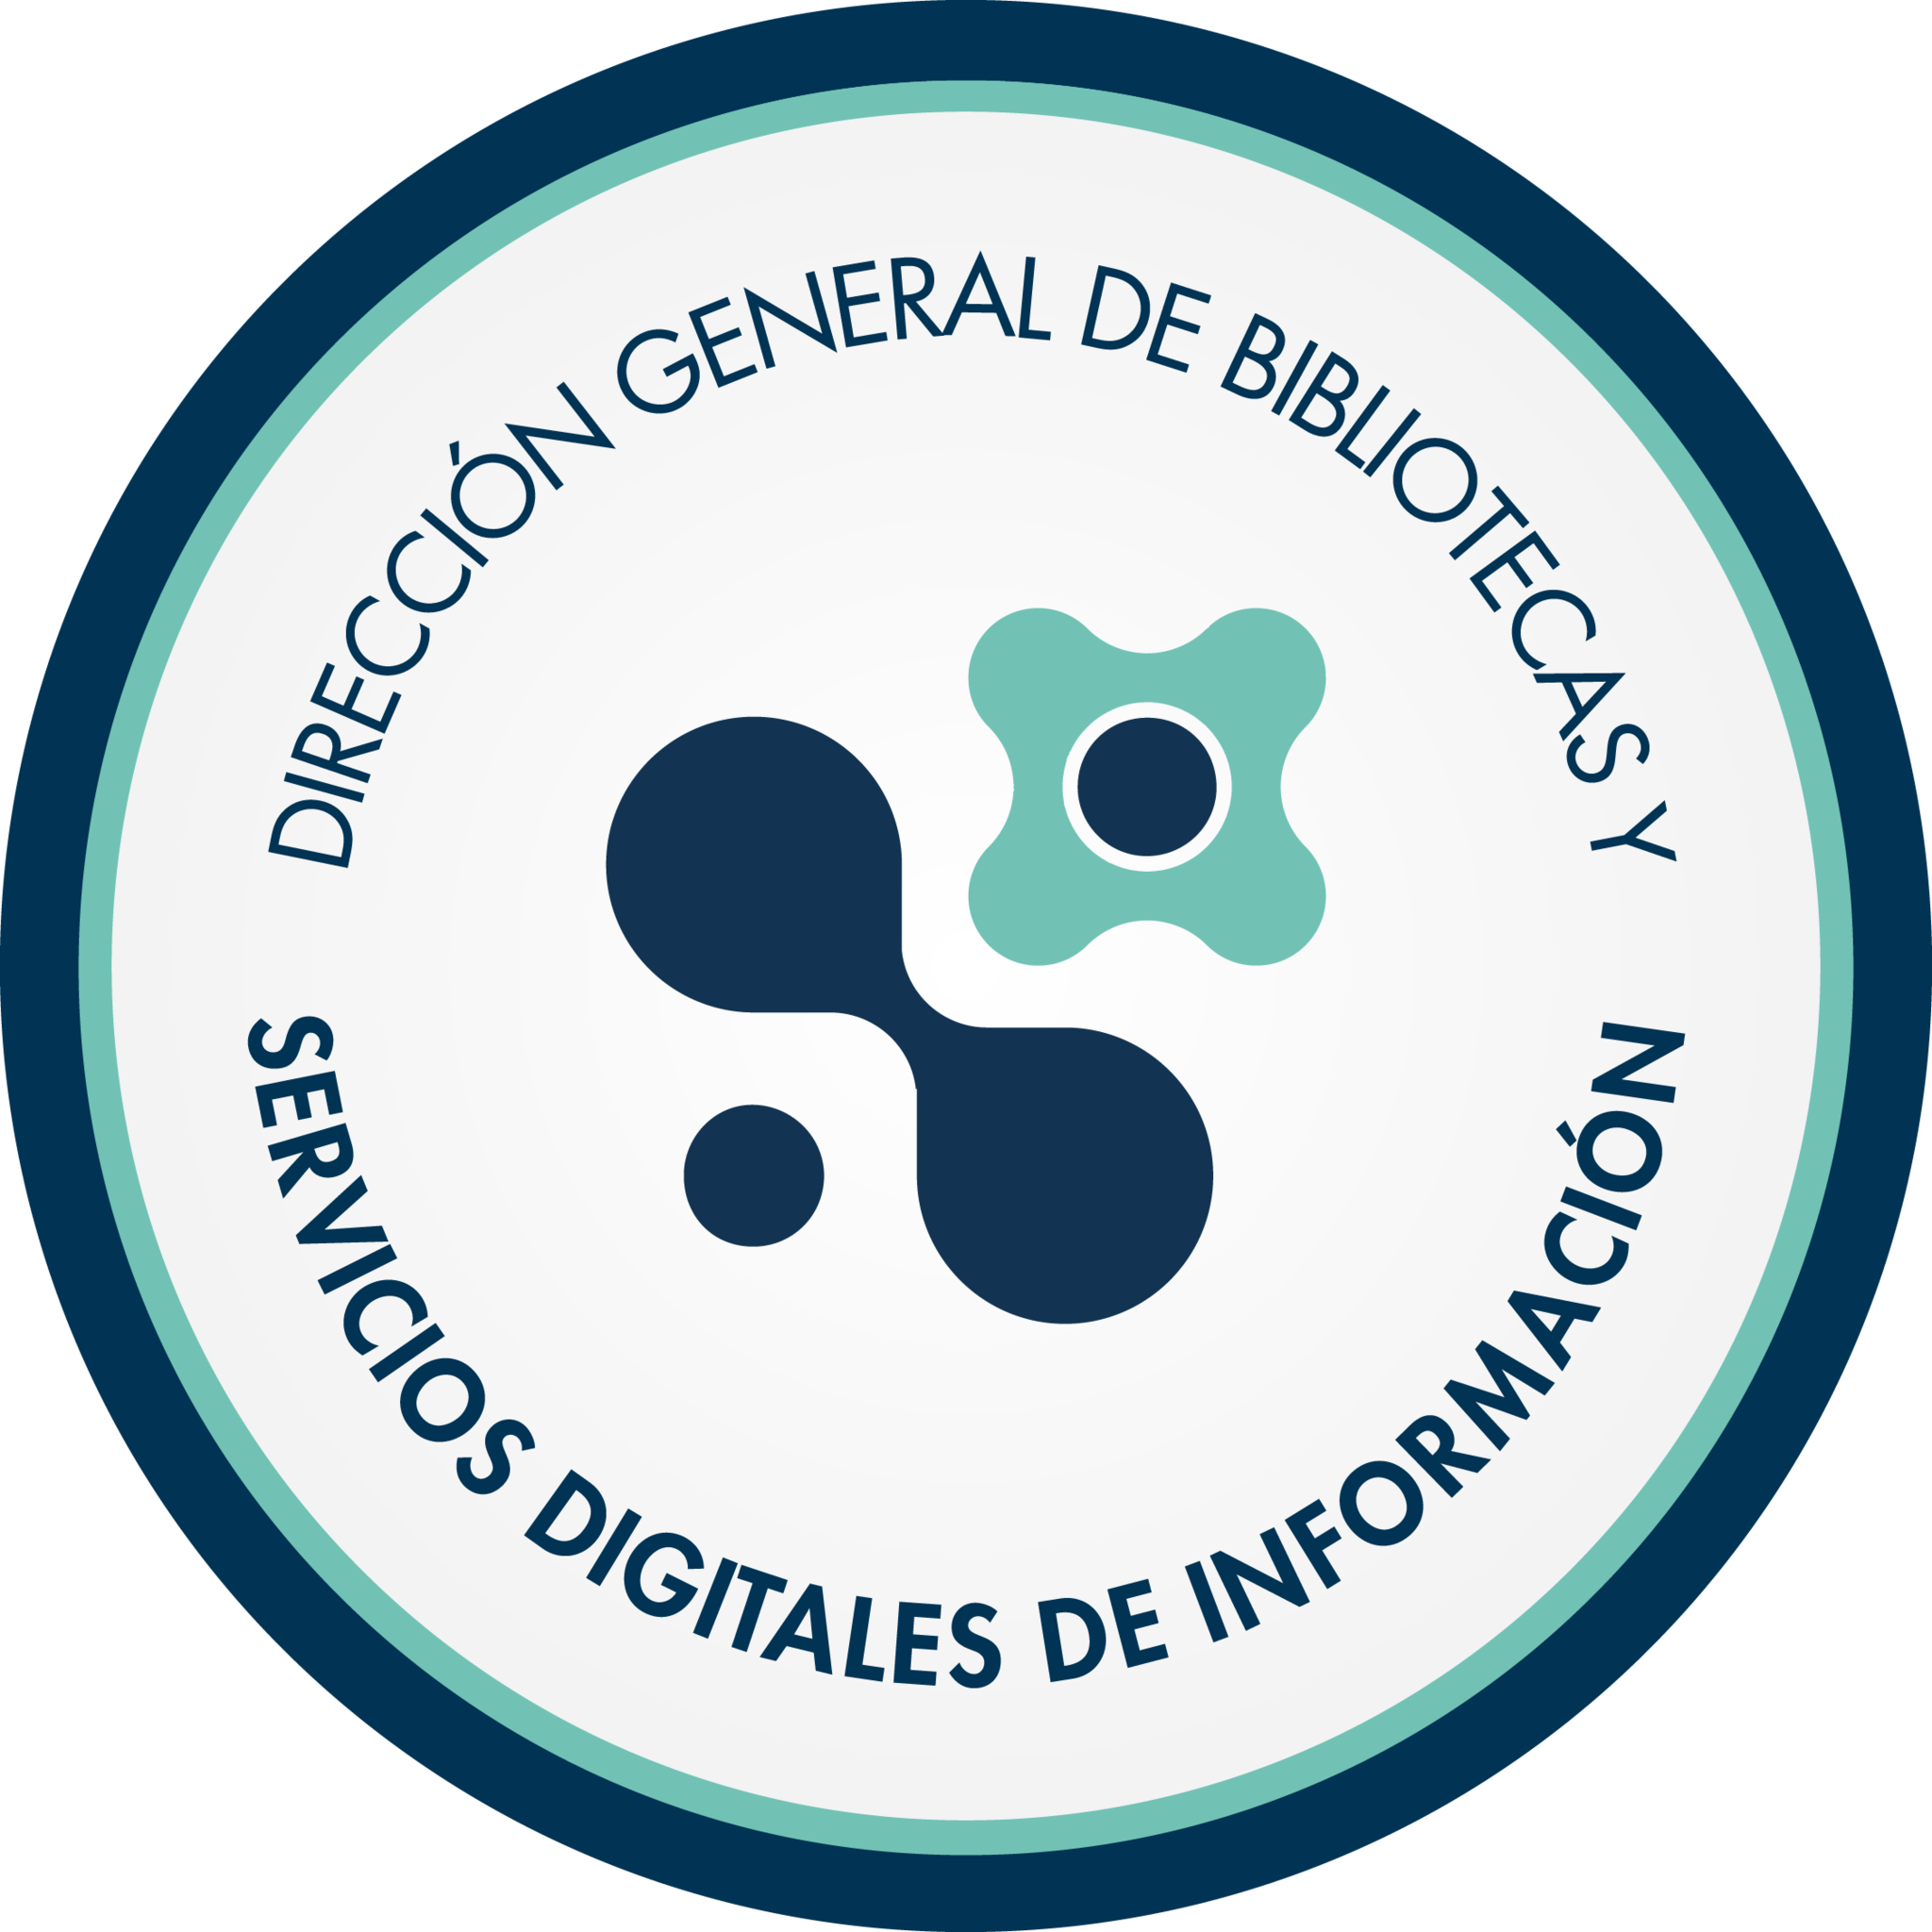 DIRECCIÓN GENERAL DE BIBLIOTECAS Y
SERVICIOS DIGITALES DE INFORMACIÓN